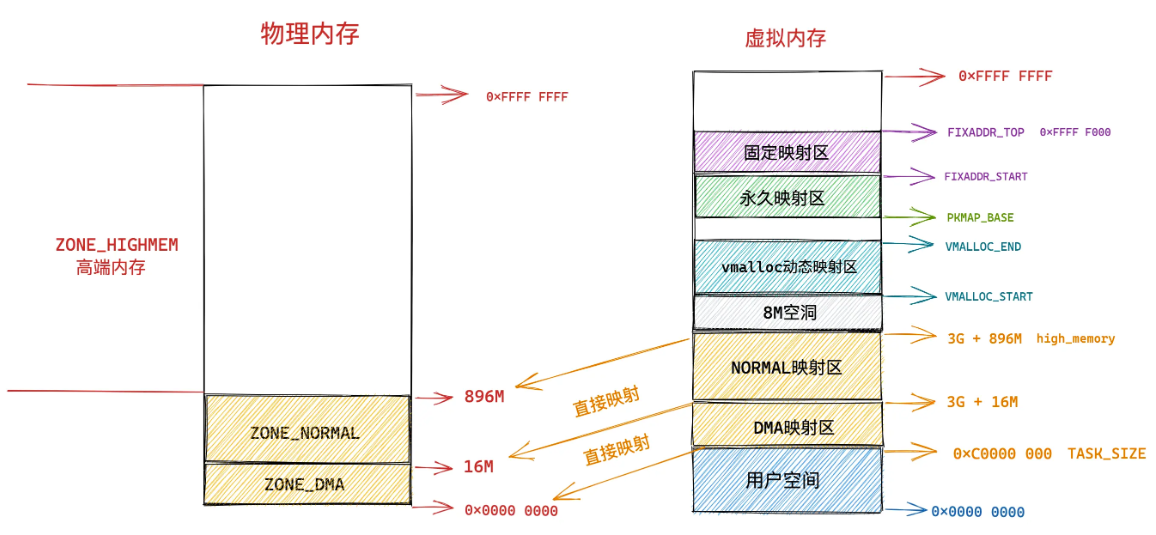 物理内存
虚拟内存
0×FFFF FFFF
ZONE_HIGHMEM
高端内存
896M
ZONE_NORMAL
16M
ZONE_DMA
0×0000 0000
直接映射
直接映射
0×FFFF FFFF
FIXADDR_TOP 0×FFFF F000
固定映射区
FIXADDR_START
永久映射区
PKMAP_BASE
VMALLOC_END
vmalloc动态映射区
VMALLOC_START
8M空洞
3G + 896M high_memory
NORMAL映射区
3G + 16M
DMA映射区
0×C0000 000 TASK_SIZE
用户空间
0×0000 0000